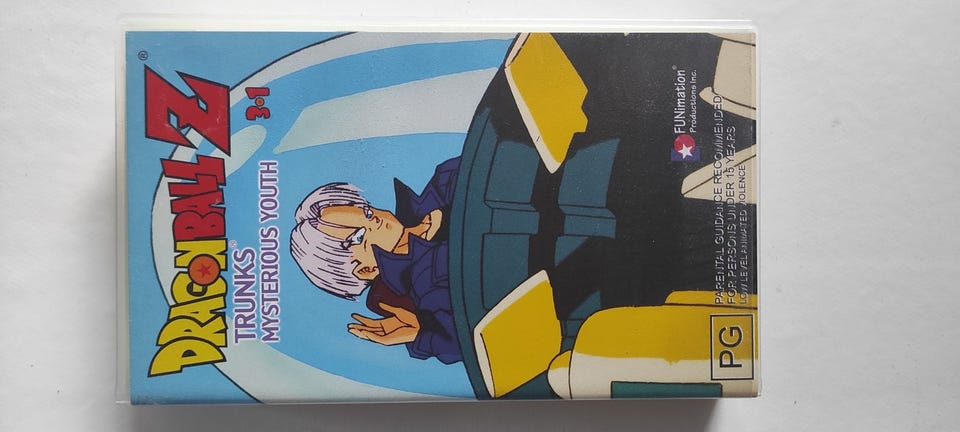 DRAGON BALL Z®
3•1
TRUNKS®
MYSTERIOUS YOUTH
FUNimation®
Productions Inc.
PG
PARENTAL GUIDANCE RECOMMENDED
FOR PERSONS UNDER 15 YEARS
LOW LEVEL ANIMATED VIOLENCE